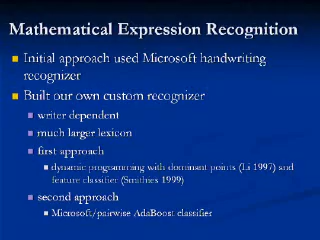 Mathematical Expression Recognition
Initial approach used Microsoft handwriting
recognizer
Built our own custom recognizer
writer dependent
much larger lexicon
first approach
dynamic programming with dominant points (Li 1997) and
feature classifier (Smithies 1999)
second approach
Microsoft/pairwise AdaBoost classifier